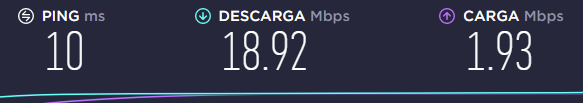 PING ms DESCARGA Mbps CARGA Mbps
10 18.92 1.93